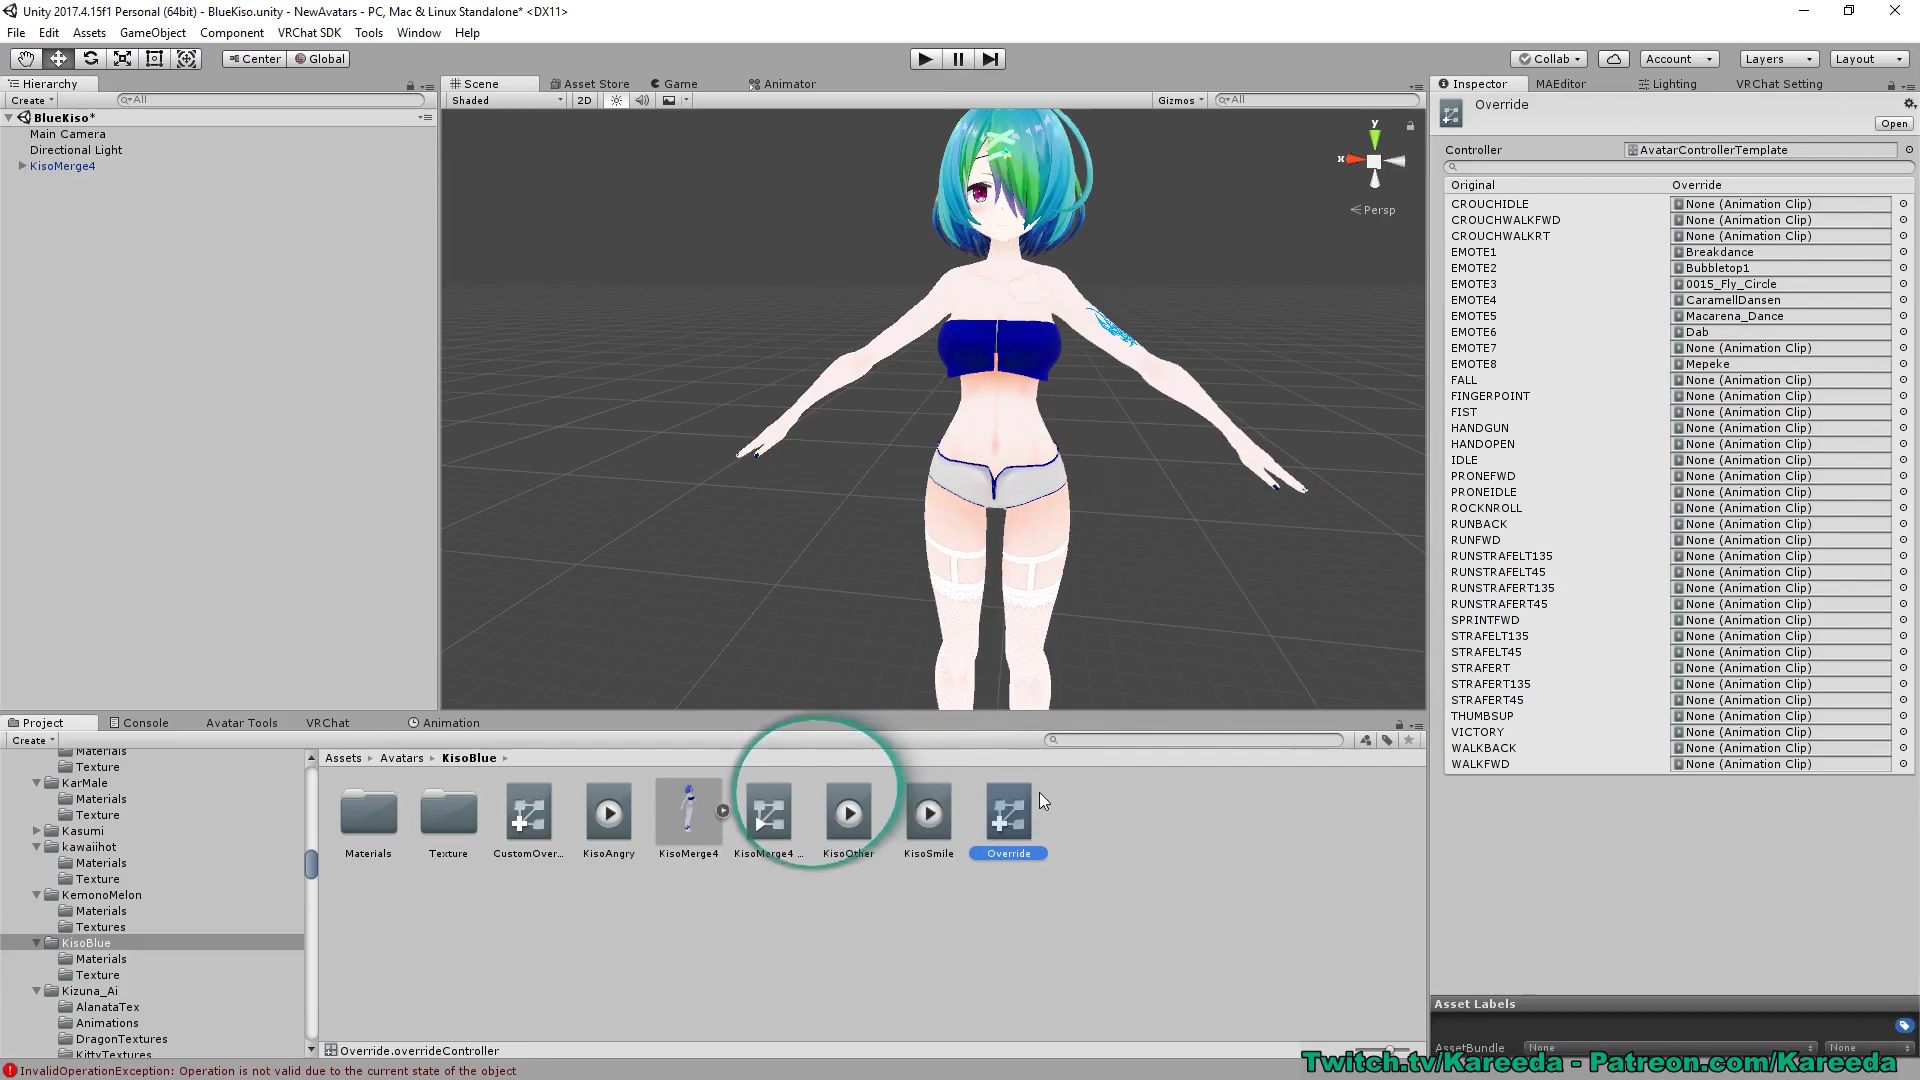 Unity 2017.4.15f1 Personal (64bit) - BlueKiso.unity - NewAvatars - PC, Mac & Linux Standalone* <DX11>
File Edit Assets GameObject Component VRChat SDK Tools Window Help
Center Global Collab Account Layers Layout
Hierarchy
Create All
BlueKiso*
Main Camera
Directional Light
KisoMerge4
Scene Asset Store Game Animator
Shaded 2D Gizmos All
y
x
Persp
Inspector MAEditor Lighting VRChat Setting
Override
Open
Controller AvatarControllerTemplate
Original Override
CROUCHIDLE None (Animation Clip)
CROUCHWALKFWD None (Animation Clip)
CROUCHWALKRT None (Animation Clip)
EMOTE1 Breakdance
EMOTE2 Bubbletop1
EMOTE3 0015_Fly_Circle
EMOTE4 CaramellDansen
EMOTE5 Macarena_Dance
EMOTE6 Dab
EMOTE7 None (Animation Clip)
EMOTE8 Mepeke
FALL None (Animation Clip)
FINGERPOINT None (Animation Clip)
FIST None (Animation Clip)
HANDGUN None (Animation Clip)
HANDOPEN None (Animation Clip)
IDLE None (Animation Clip)
PRONEFWD None (Animation Clip)
PRONEIDLE None (Animation Clip)
ROCKNROLL None (Animation Clip)
RUNBACK None (Animation Clip)
RUNFWD None (Animation Clip)
RUNSTRAFELT135 None (Animation Clip)
RUNSTRAFELT45 None (Animation Clip)
RUNSTRAFERT135 None (Animation Clip)
RUNSTRAFERT45 None (Animation Clip)
SPRINTFWD None (Animation Clip)
STRAFELT135 None (Animation Clip)
STRAFELT45 None (Animation Clip)
STRAFERT None (Animation Clip)
STRAFERT135 None (Animation Clip)
STRAFERT45 None (Animation Clip)
THUMBSUP None (Animation Clip)
VICTORY None (Animation Clip)
WALKBACK None (Animation Clip)
WALKFWD None (Animation Clip)
Project Console Avatar Tools VRChat Animation
Create
Materials
Texture
KarMale
Materials
Texture
Kasumi
kawaiihot
Materials
Texture
KemonoMelon
Materials
Textures
KisoBlue
Materials
Texture
Kizuna_Ai
AlanataTex
Animations
DragonTextures
KittyTextures
Assets Avatars KisoBlue
Materials Texture CustomOver... KisoAngry KisoMerge4 KisoMerge4 ... KisoOther KisoSmile Override
Override.overrideController
Asset Labels
AssetBundle None None
InvalidOperationException: Operation is not valid due to the current state of the object
Twitch.tv/Kareeda - Patreon.com/Kareeda